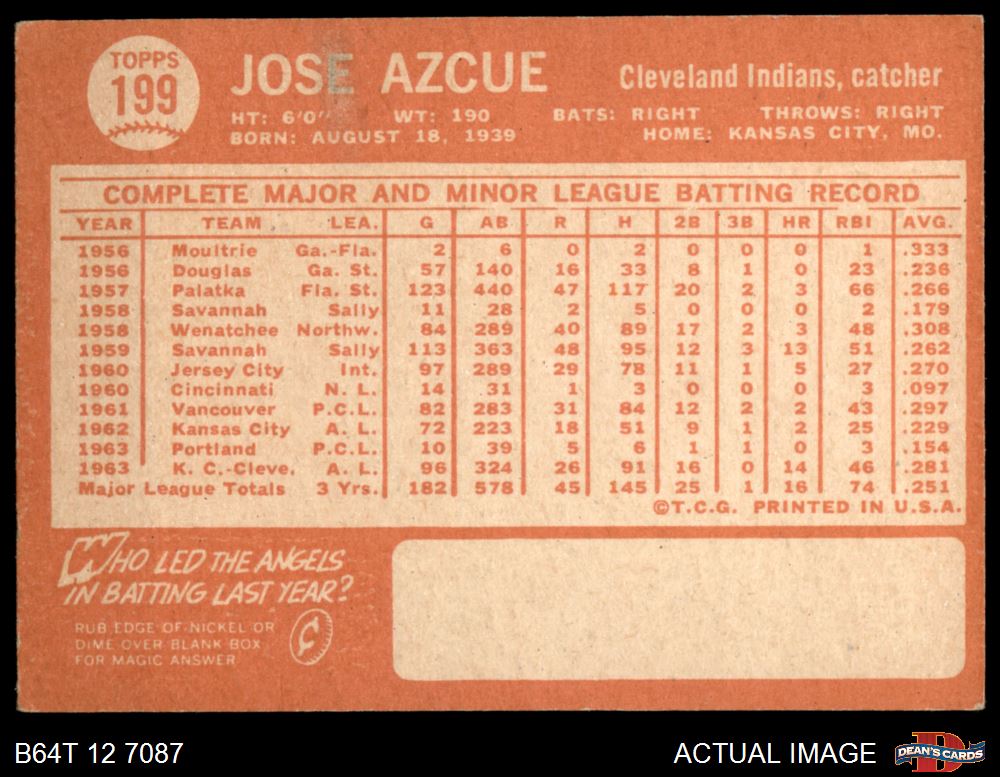 TOPPS
199
JOSE AZCUE
Cleveland Indians, catcher
HT: 6'0" WT: 190 BATS: RIGHT THROWS: RIGHT
BORN: AUGUST 18, 1939 HOME: KANSAS CITY, MO.
COMPLETE MAJOR AND MINOR LEAGUE BATTING RECORD
YEAR TEAM LEA. G AB R H 2B 3B HR RBI AVG.
1956 Moultrie Ga.-Fla. 2 6 0 2 0 0 0 1 .333
1956 Douglas Ga. St. 57 140 16 33 8 1 0 23 .236
1957 Palatka Fla. St. 123 440 47 117 20 2 3 66 .266
1958 Savannah Sally 11 28 2 5 0 0 0 2 .179
1958 Wenatchee Northw. 84 289 40 89 17 2 3 48 .308
1959 Savannah Sally 113 363 48 95 12 3 13 51 .262
1960 Jersey City Int. 97 289 29 78 11 1 5 27 .270
1960 Cincinnati N. L. 14 31 1 3 0 0 0 3 .097
1961 Vancouver P.C.L. 82 283 31 84 12 2 2 43 .297
1962 Kansas City A. L. 72 223 18 51 9 1 2 25 .229
1963 Portland P.C.L. 10 39 5 6 1 1 0 3 .154
1963 K. C.-Cleve. A. L. 96 324 26 91 16 0 14 46 .281
Major League Totals 3 Yrs. 182 578 45 145 25 1 16 74 .251
©T.C.G. PRINTED IN U.S.A.
WHO LED THE ANGELS
IN BATTING LAST YEAR?
RUB EDGE OF NICKEL OR
DIME OVER BLANK BOX
FOR MAGIC ANSWER
¢
B64T 12 7087
ACTUAL IMAGE
D
DEAN'S CARDS